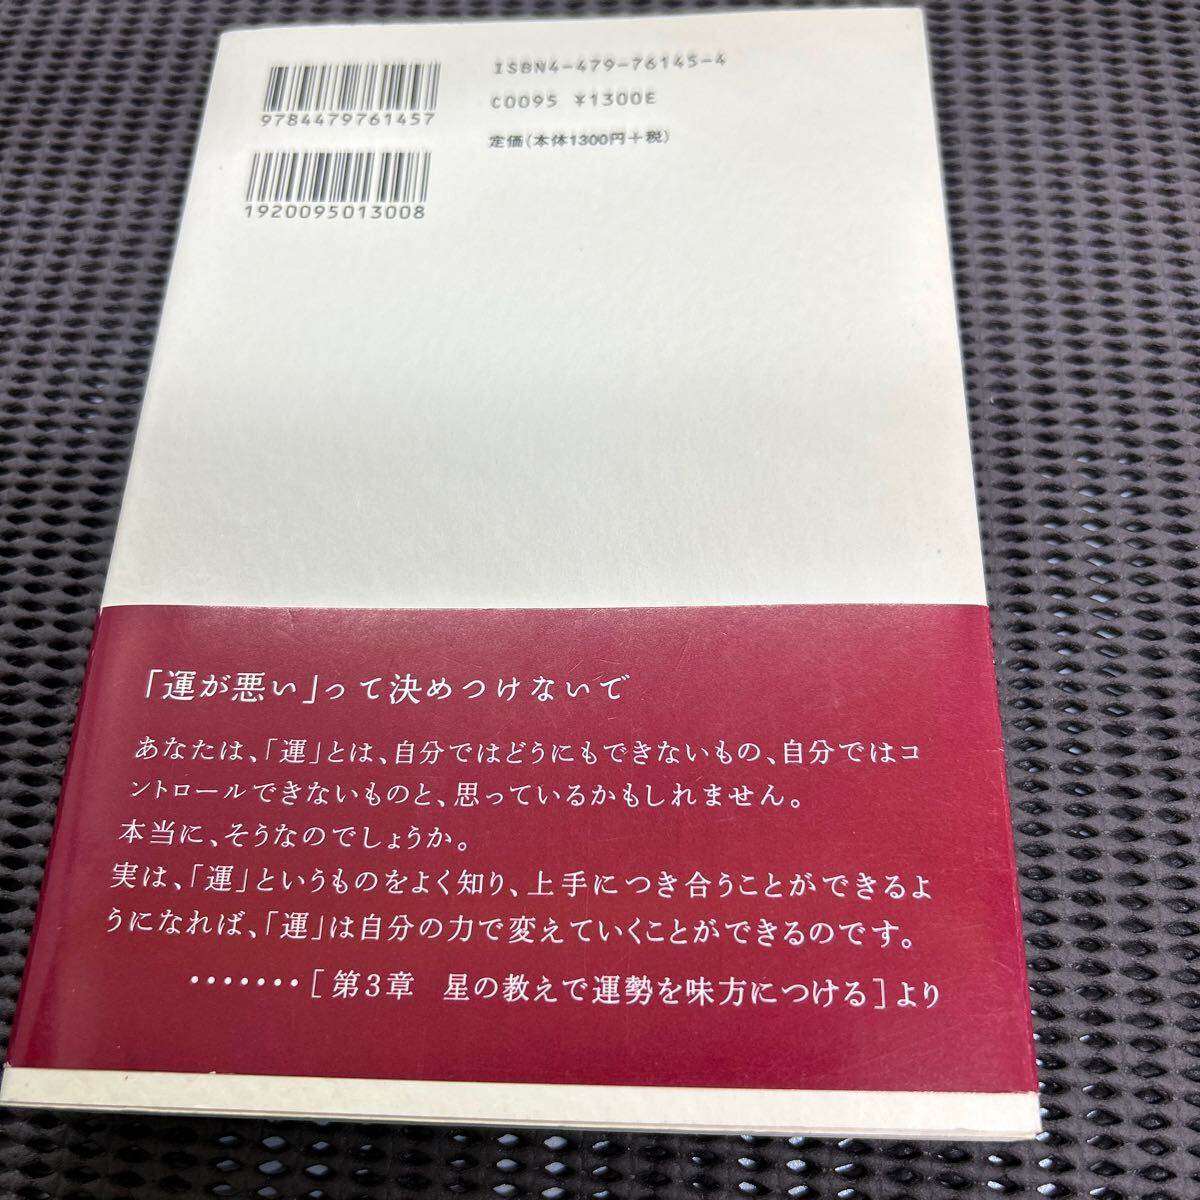 9784479761457
1920095013008
ISBN4-479-76145-4
C0095 ¥1300E
定価(本体1300円+税)
「運が悪い」って決めつけないで
あなたは、「運」とは、自分ではどうにもできないもの、自分ではコ
ントロールできないものと、思っているかもしれません。
本当に、そうなのでしょうか。
実は、「運」というものをよく知り、上手につき合うことができるよ
うになれば、「運」は自分の力で変えていくことができるのです。
・・・・・・・[第3章 星の教えで運勢を味方につける]より